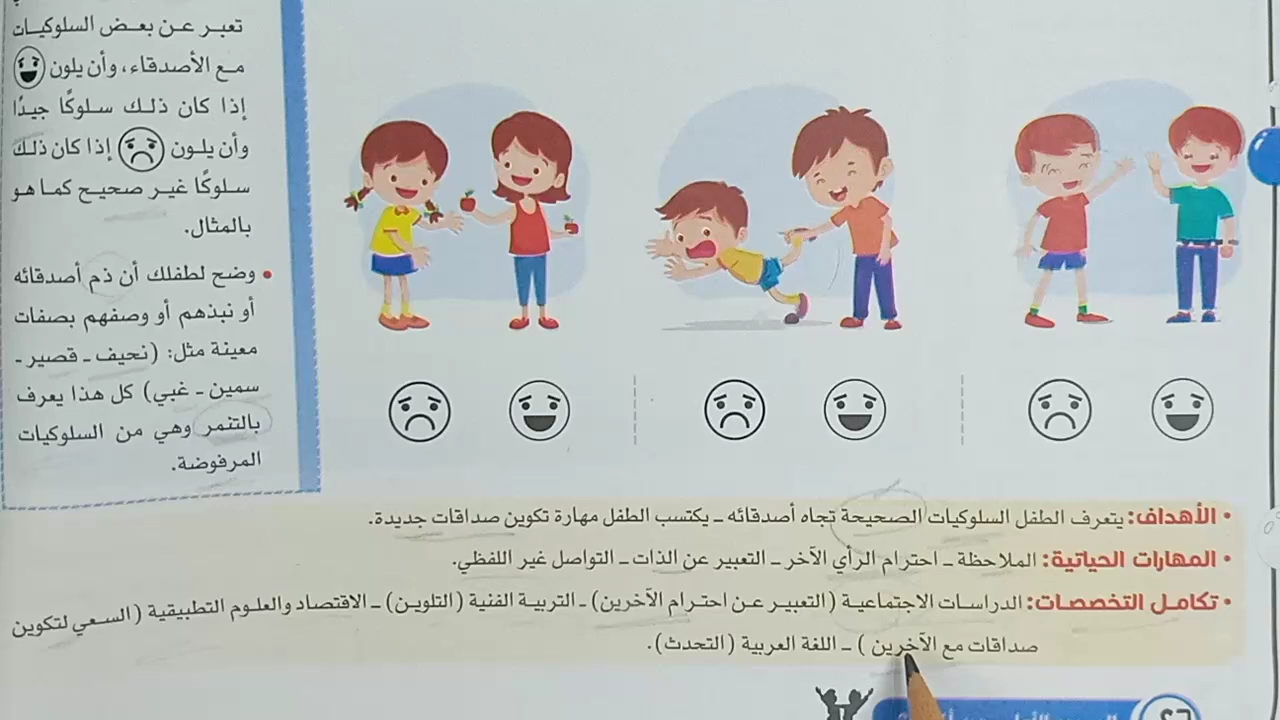 تعبر عن بعض السلوكيات
مع الأصدقاء، وأن يلون
إذا كان ذلك سلوكًا جيدًا
وأن يلون إذا كان ذلك
سلوكًا غير صحيح كما هو
بالمثال.
• وضح لطفلك أن ذم أصدقائه
أو نبذهم أو وصفهم بصفات
معينة مثل: (نحيف ـ قصير ـ
سمين ـ غبي) كل هذا يعرف
بالتنمر وهي من السلوكيات
المرفوضة.
• الأهداف: يتعرف الطفل السلوكيات الصحيحة تجاه أصدقائه ـ يكتسب الطفل مهارة تكوين صداقات جديدة.
• المهارات الحياتية: الملاحظة ـ احترام الرأي الآخر ـ التعبير عن الذات ـ التواصل غير اللفظي.
• تكامل التخصصات: الدراسات الاجتماعية (التعبير عن احترام الآخرين) ـ التربية الفنية (التلوين) ـ الاقتصاد والعلوم التطبيقية (السعي لتكوين
صداقات مع الآخرين ) ـ اللغة العربية (التحدث).